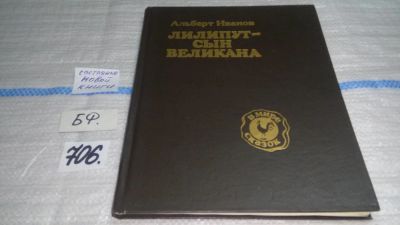 Альберт Иванов
ЛИЛИПУТ-
СЫН
ВЕЛИКАНА
В МИРЕ
СКАЗОК
состояние
новой
книги
БФ.
706.